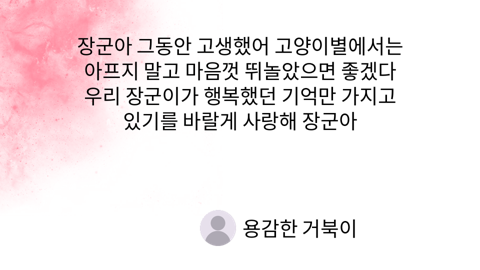 장군아 그동안 고생했어 고양이별에서는
아프지 말고 마음껏 뛰놀았으면 좋겠다
우리 장군이가 행복했던 기억만 가지고
있기를 바랄게 사랑해 장군아
용감한 거북이